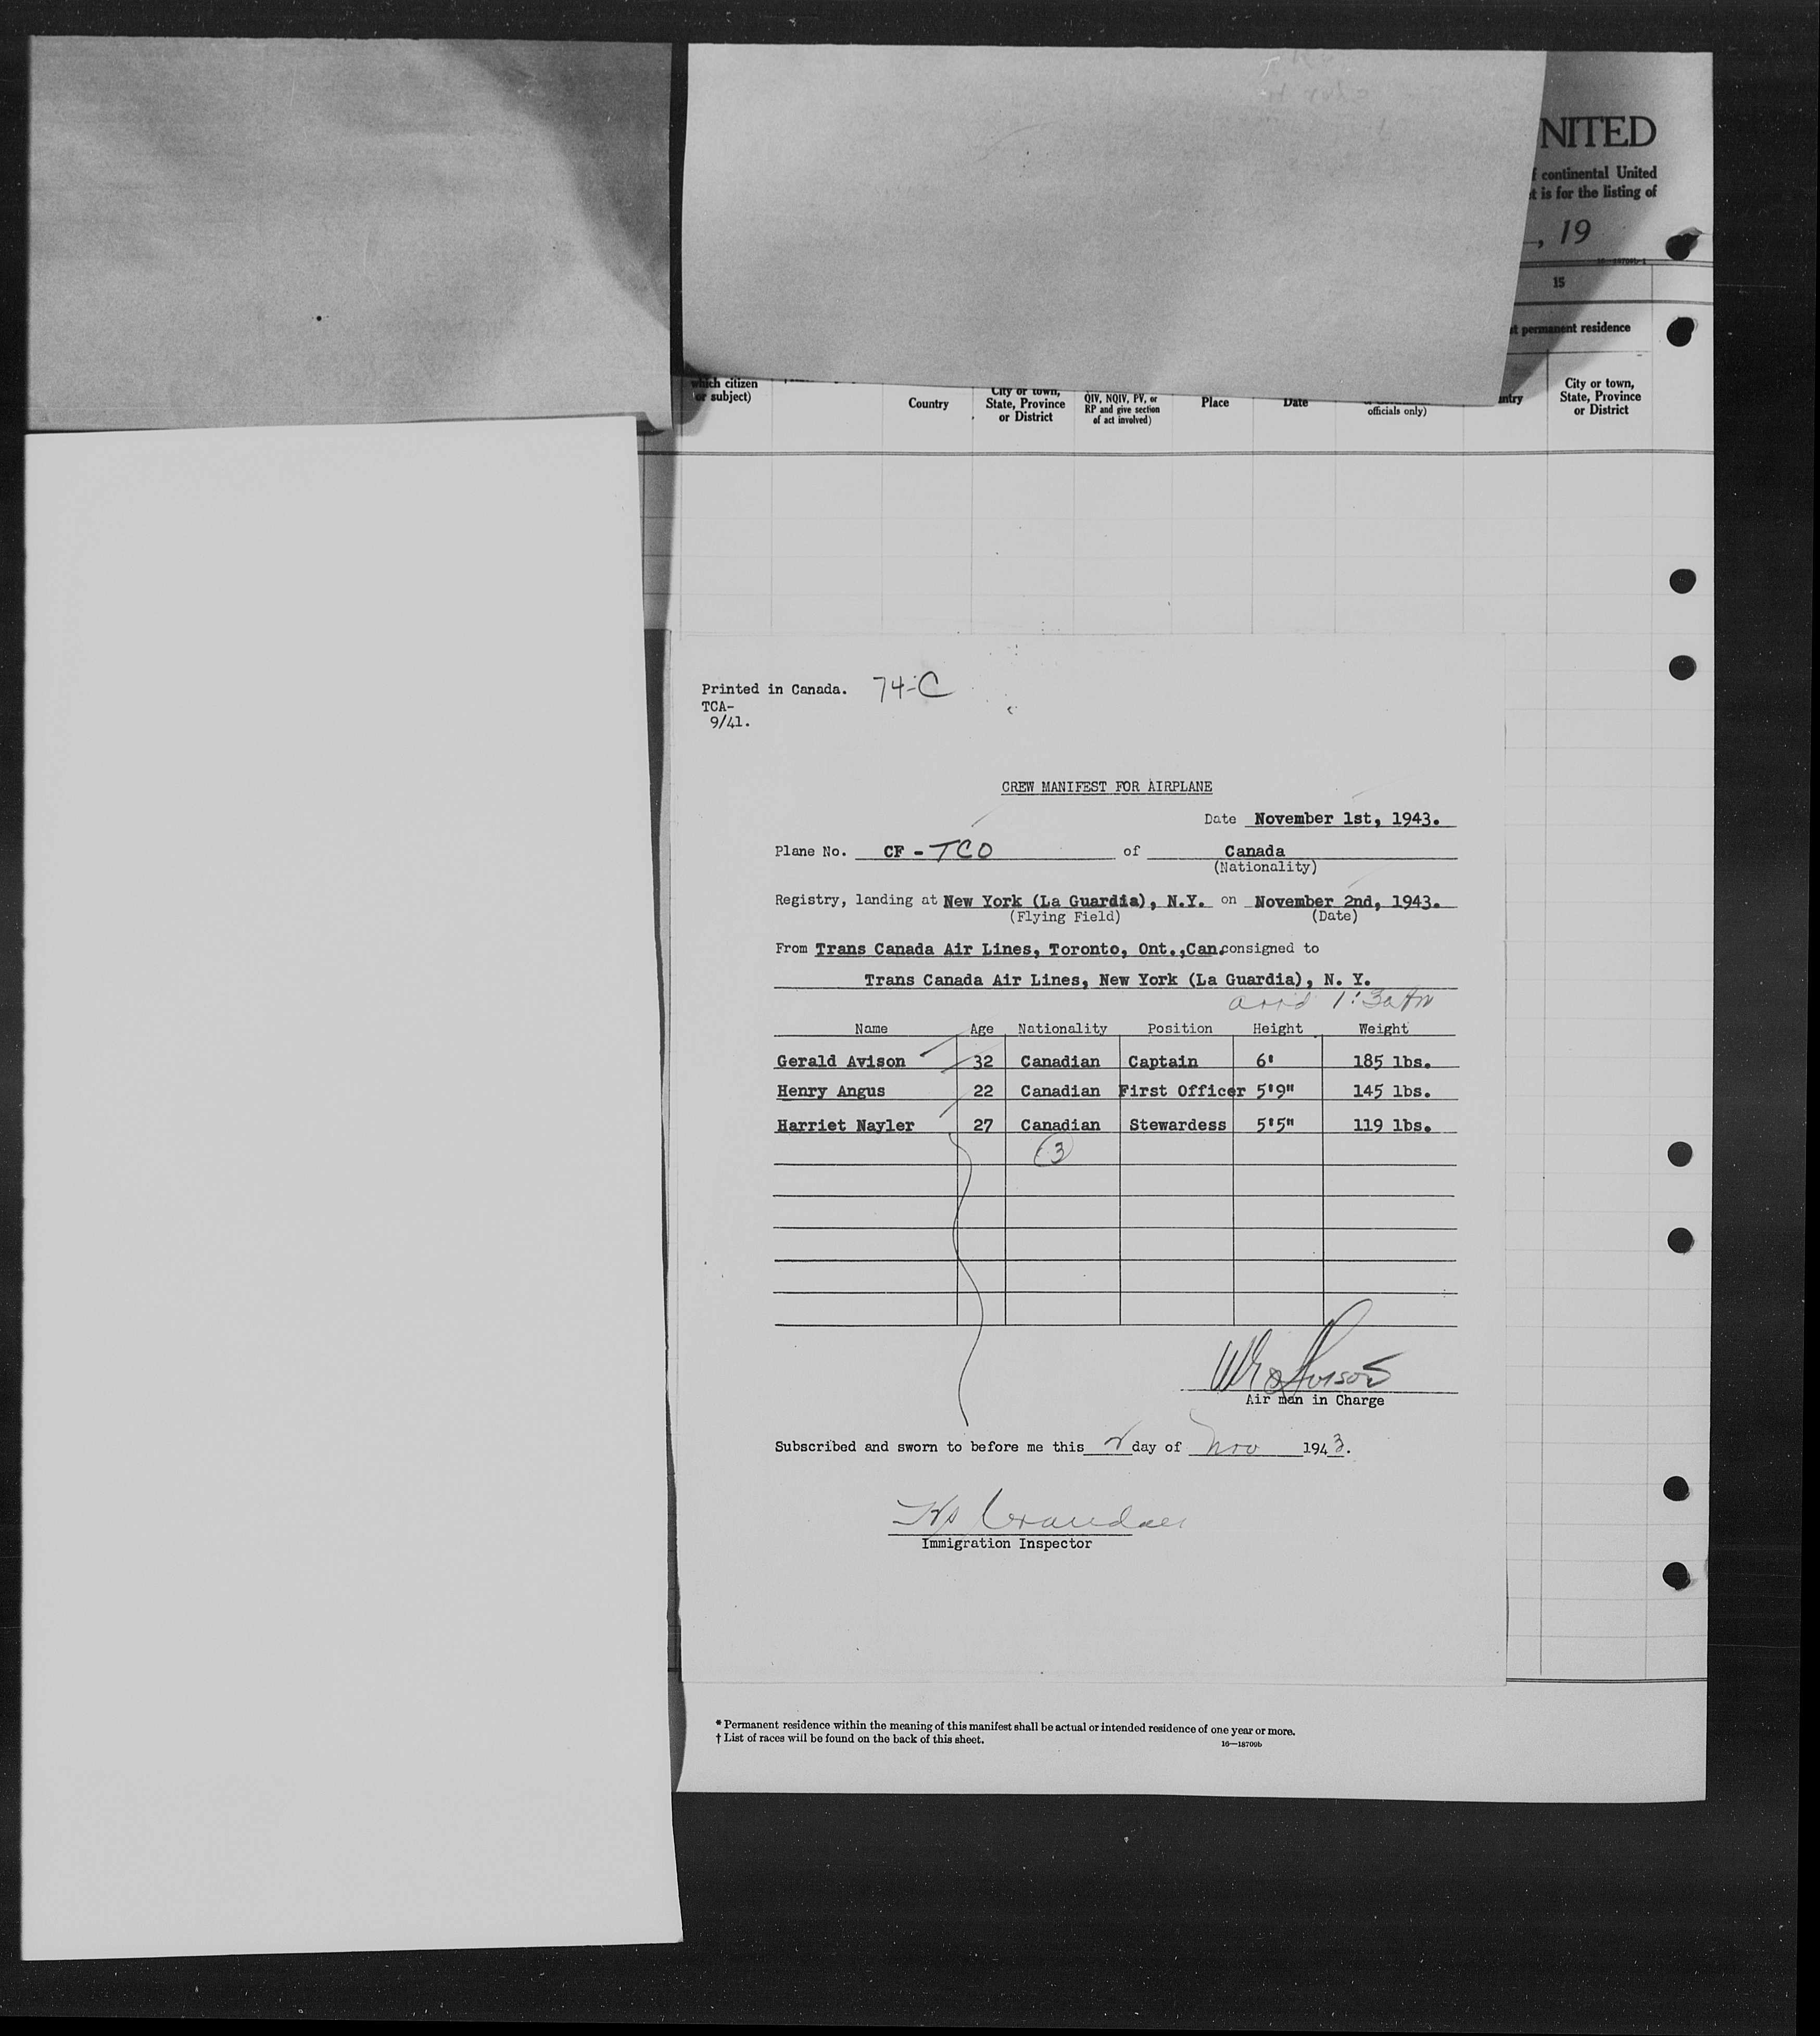 NITED
continental United
is for the listing of
, 19
15
permanent residence
which citizen
or subject)
Country
City or town,
State, Province
or District
QIV, NQIV, PV, or
RP and give section
of act involved)
Place
Date
officials only)
ntry
City or town,
State, Province
or District
Printed in Canada. 74-C
TCA-
9/41.
CREW MANIFEST FOR AIRPLANE
Date November 1st, 1943.
Plane No. CF - TCO of Canada
(Nationality)
Registry, landing at New York (La Guardia), N.Y. on November 2nd, 1943.
(Flying Field) (Date)
From Trans Canada Air Lines, Toronto, Ont.,Can.consigned to
Trans Canada Air Lines, New York (La Guardia), N. Y.
Name Age Nationality Position Height Weight
Gerald Avison 32 Canadian Captain 6' 185 lbs.
Henry Angus 22 Canadian First Officer 5'9" 145 lbs.
Harriet Nayler 27 Canadian Stewardess 5'5" 119 lbs.
3
Avison
Air man in Charge
Subscribed and sworn to before me this 2 day of Nov 1943.
Immigration Inspector
* Permanent residence within the meaning of this manifest shall be actual or intended residence of one year or more.
† List of races will be found on the back of this sheet.
16—18709b